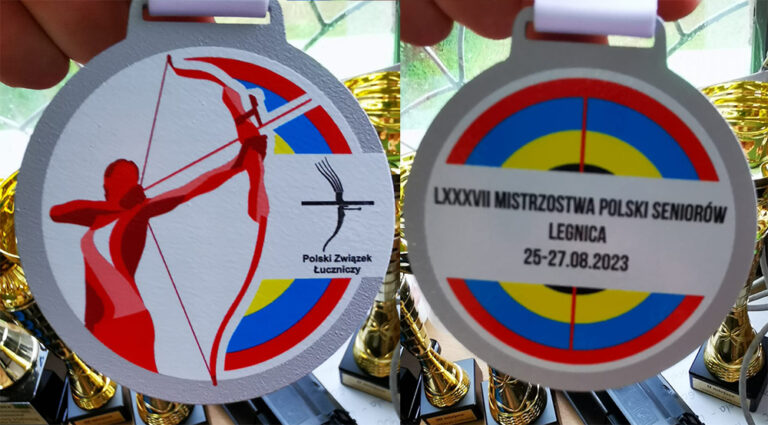 Polski Związek
Łuczniczy
LXXXVII MISTRZOSTWA POLSKI SENIORÓW
LEGNICA
25-27.08.2023